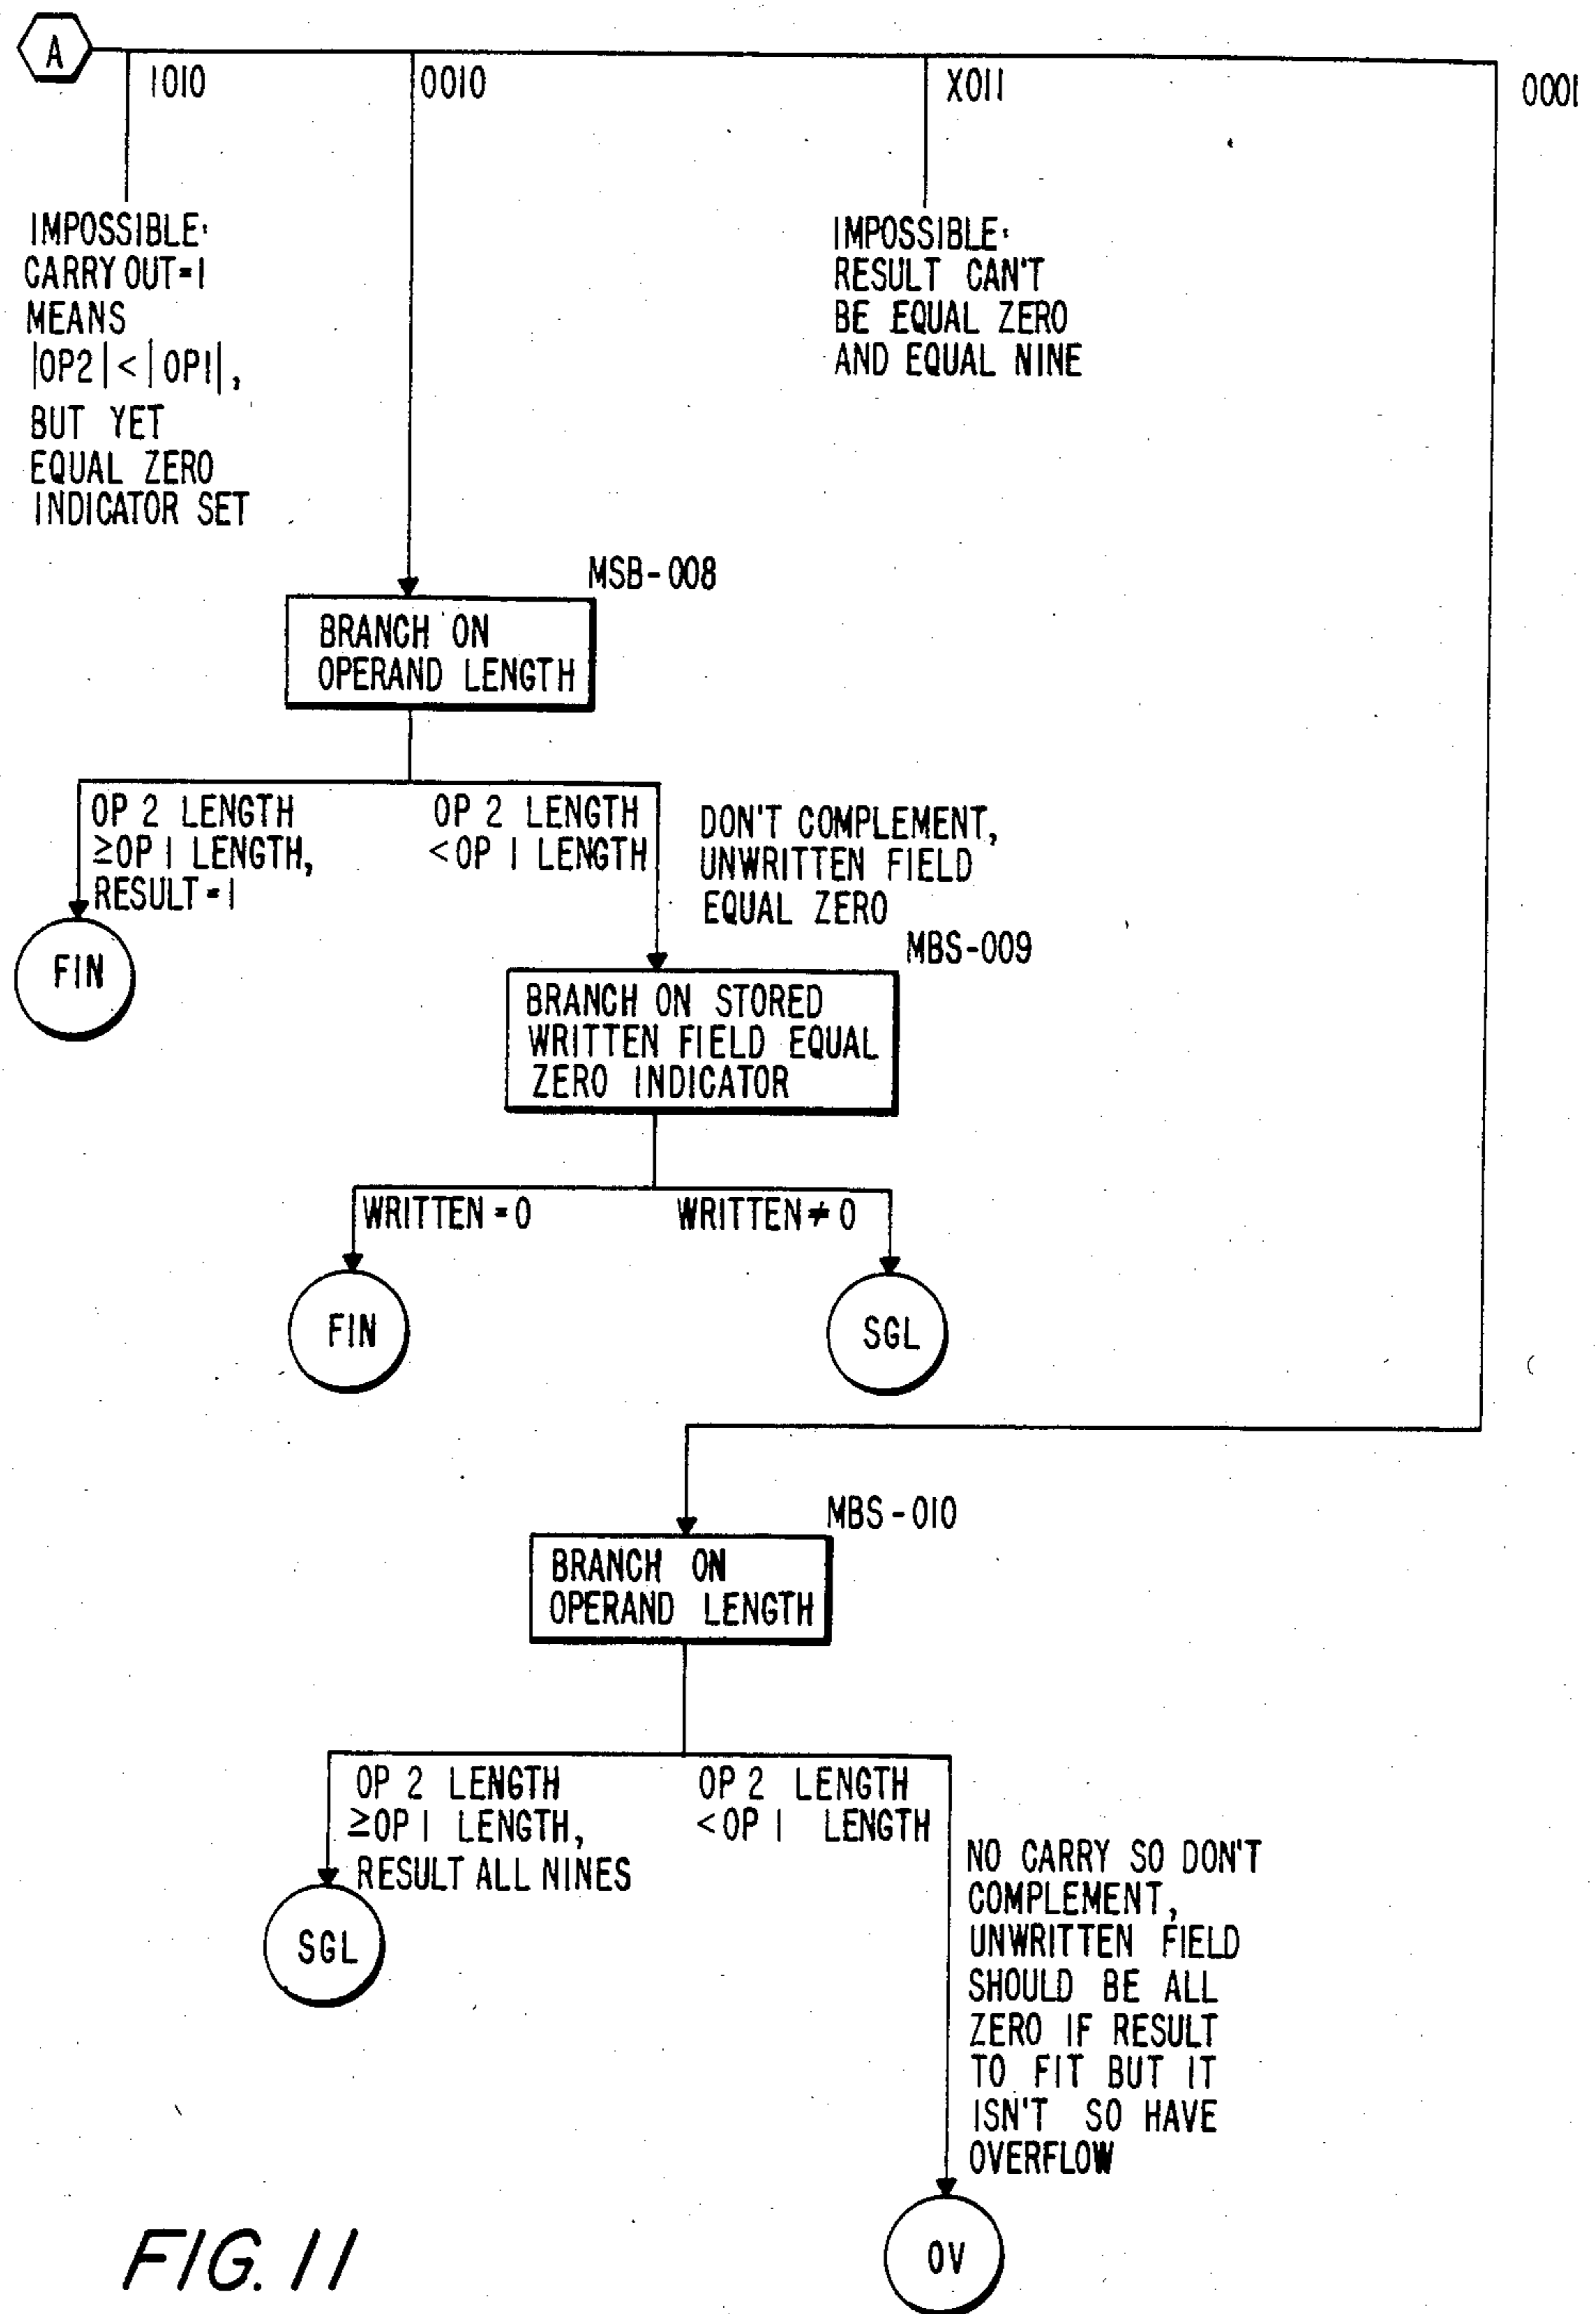 A
1010
0010
X011
0001
IMPOSSIBLE:
CARRY OUT=1
MEANS
|OP2|<|OP1|,
BUT YET
EQUAL ZERO
INDICATOR SET
IMPOSSIBLE:
RESULT CAN'T
BE EQUAL ZERO
AND EQUAL NINE
MSB-008
BRANCH ON
OPERAND LENGTH
OP 2 LENGTH
≥OP 1 LENGTH,
RESULT=1
OP 2 LENGTH
<OP 1 LENGTH
DON'T COMPLEMENT,
UNWRITTEN FIELD
EQUAL ZERO
FIN
MBS-009
BRANCH ON STORED
WRITTEN FIELD EQUAL
ZERO INDICATOR
WRITTEN=0
WRITTEN≠0
FIN
SGL
MBS-010
BRANCH ON
OPERAND LENGTH
OP 2 LENGTH
≥OP 1 LENGTH,
RESULT ALL NINES
OP 2 LENGTH
<OP 1 LENGTH
SGL
NO CARRY SO DON'T
COMPLEMENT,
UNWRITTEN FIELD
SHOULD BE ALL
ZERO IF RESULT
TO FIT BUT IT
ISN'T SO HAVE
OVERFLOW
OV
FIG. 11